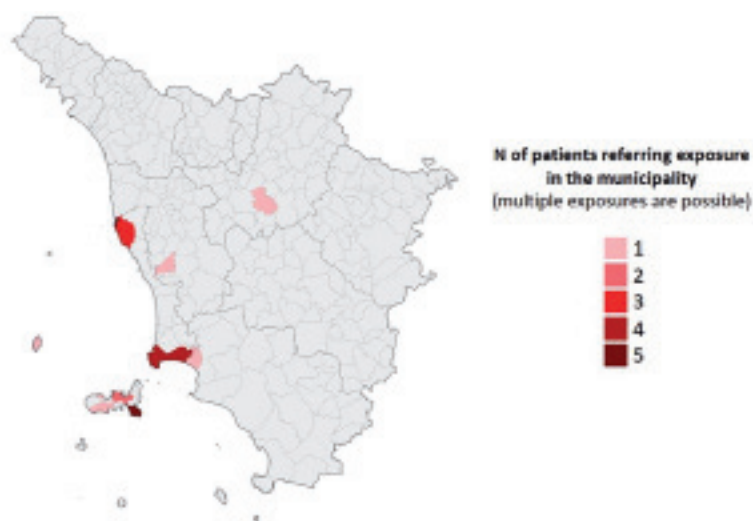 N of patients referring exposure
in the municipality
(multiple exposures are possible)
1
2
3
4
5